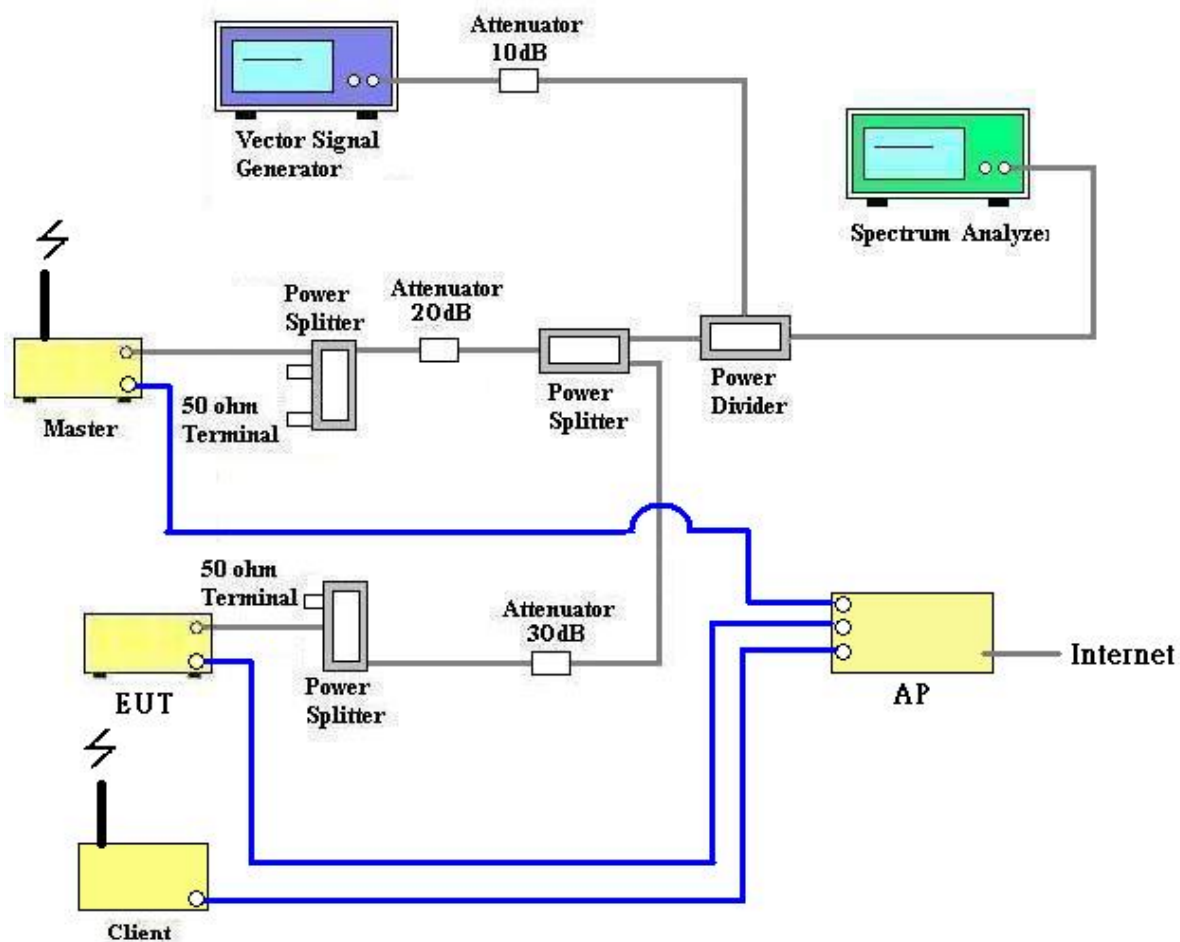 Attenuator
10dB
Vector Signal
Generator
Spectrum Analyzer
Power
Splitter
Attenuator
20dB
50 ohm
Terminal
Master
Power
Splitter
Power
Divider
50 ohm
Terminal
Attenuator
30dB
EUT
Power
Splitter
AP
Internet
Client